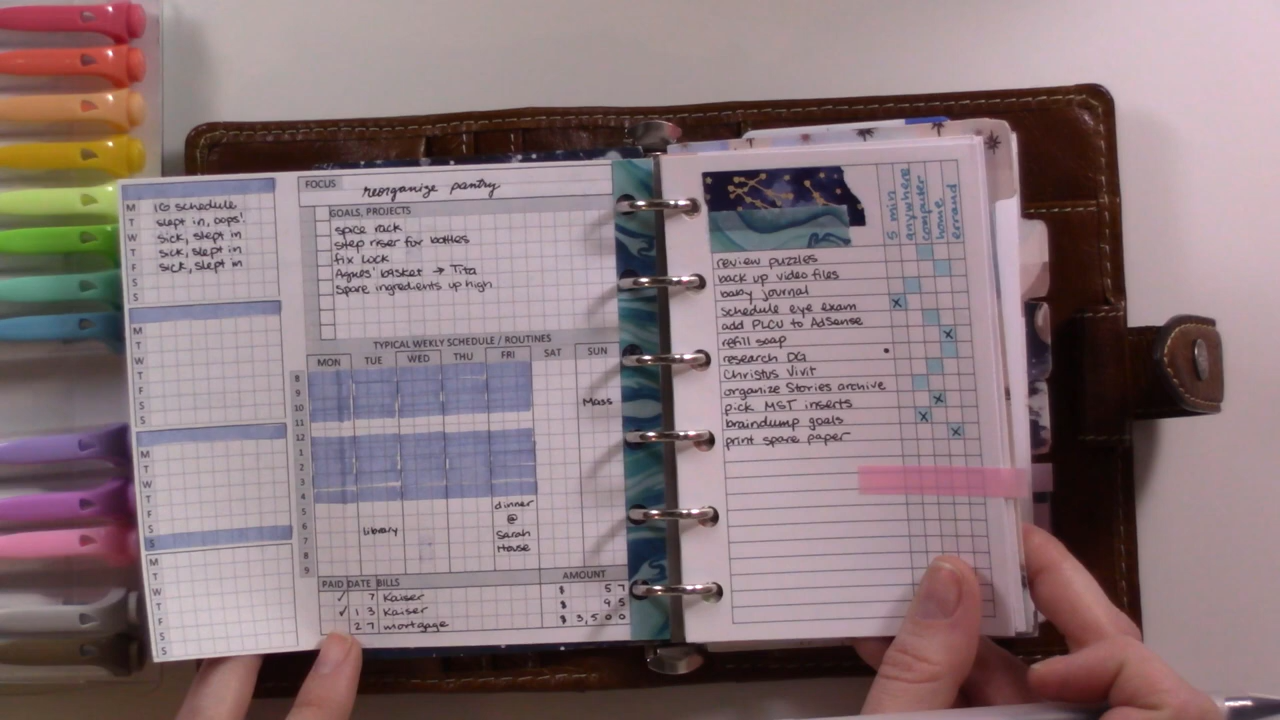 M IG schedule
T slept in, oops!
W sick, slept in
T sick, slept in
F sick, slept in
S
S
M
T
W
T
F
S
S
M
T
W
T
F
S
S
M
T
W
T
F
S
S
FOCUS reorganize pantry
GOALS, PROJECTS
spice rack
step riser for bottles
fix lock
Agnes' basket → Tita
spare ingredients up high
TYPICAL WEKLY SCHEDULE / ROUTINES
MON TUE WED THU FRI SAT SUN
8
9
10
11
12
1
2
3
4
5
6
7
8
9
Mass
library
dinner
@
Sarah
House
PAID DATE BILLS AMOUNT
✓ 7 Kaiser $ 57
✓ 13 Kaiser $ 95
27 mortgage $ 3,500
5 min
anywhere
computer
home
errand
review puzzles
back up video files
baby journal
schedule eye exam x
add PLCU to AdSense
refill soap x
research DG
Christus Vivit
organize Stories archive
pick MST inserts x
braindump goals x
print spare paper x